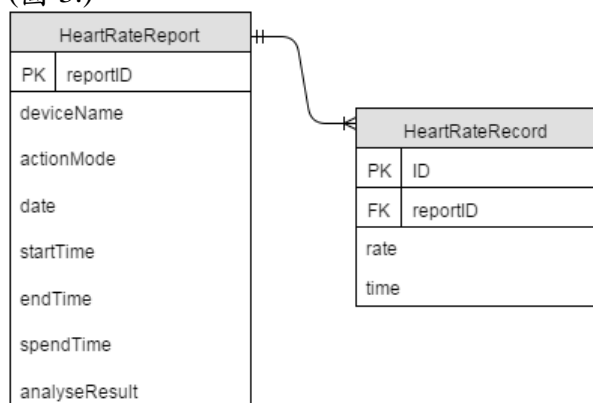 (圖 3.)
HeartRateReport
PK reportID
deviceName
actionMode
date
startTime
endTime
spendTime
analyseResult
HeartRateRecord
PK ID
FK reportID
rate
time